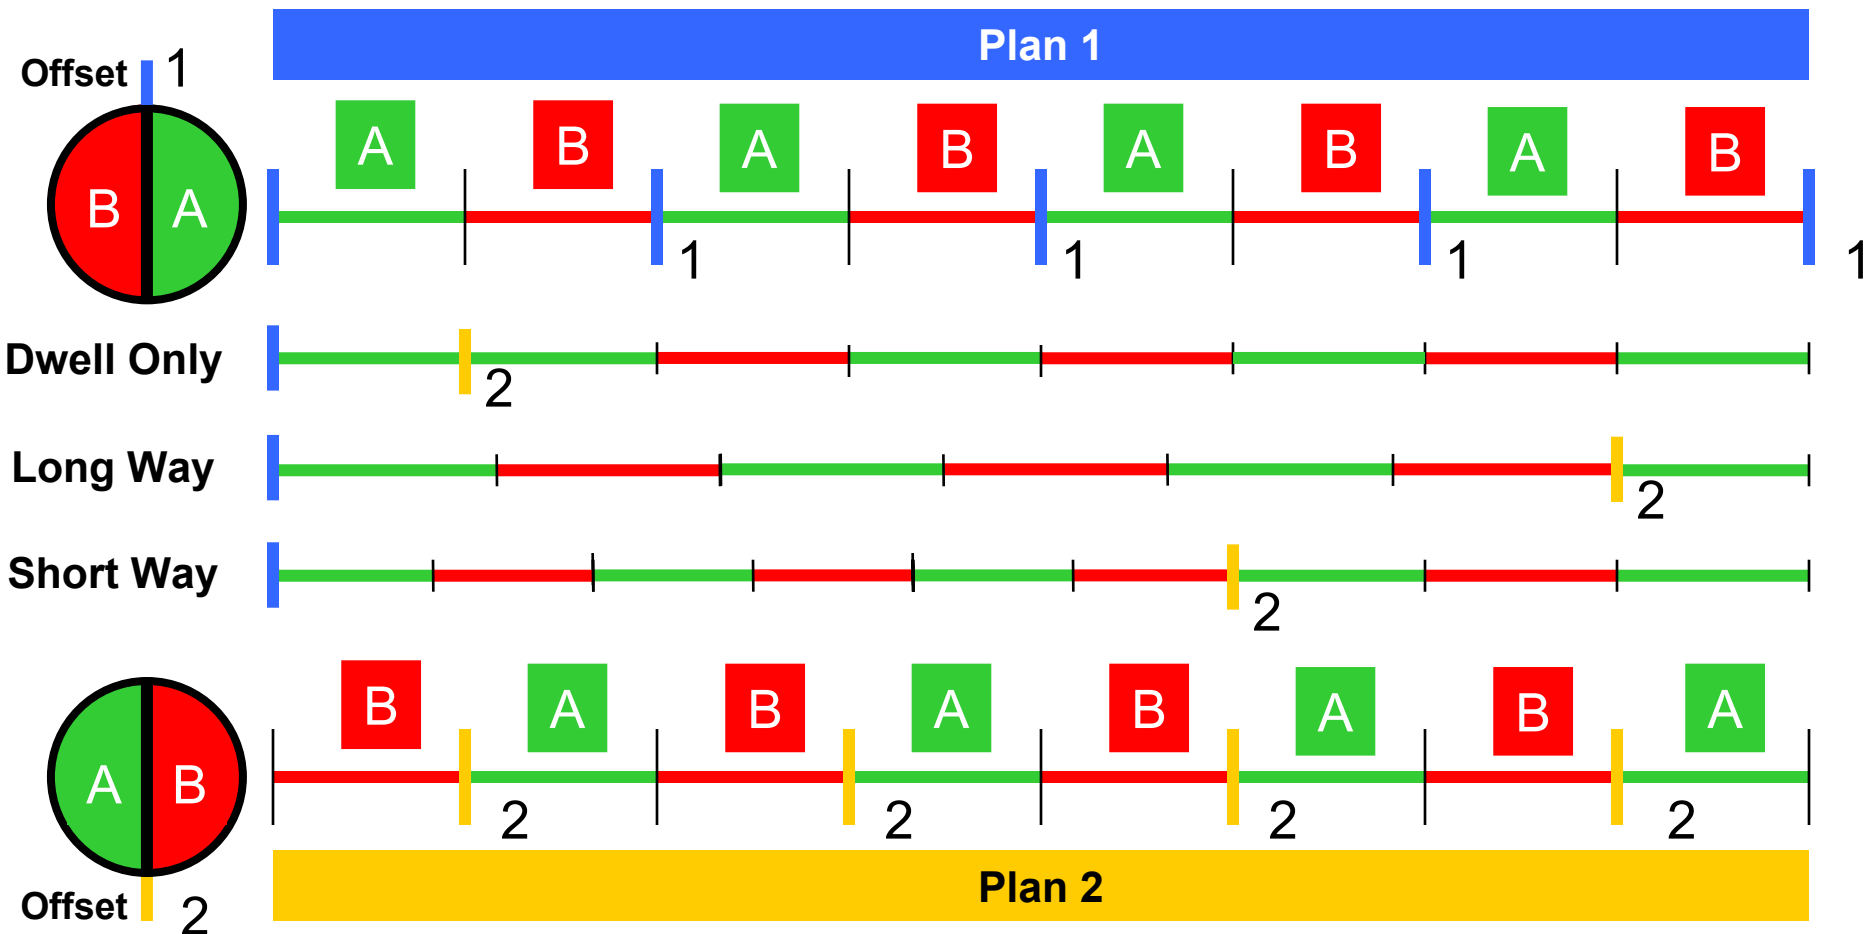 Plan 1
Offset 1
A B A B A B A B
B A
1 1 1 1
Dwell Only
2
Long Way
2
Short Way
2
B A B A B A B A
A B
2 2 2 2
Plan 2
Offset 2